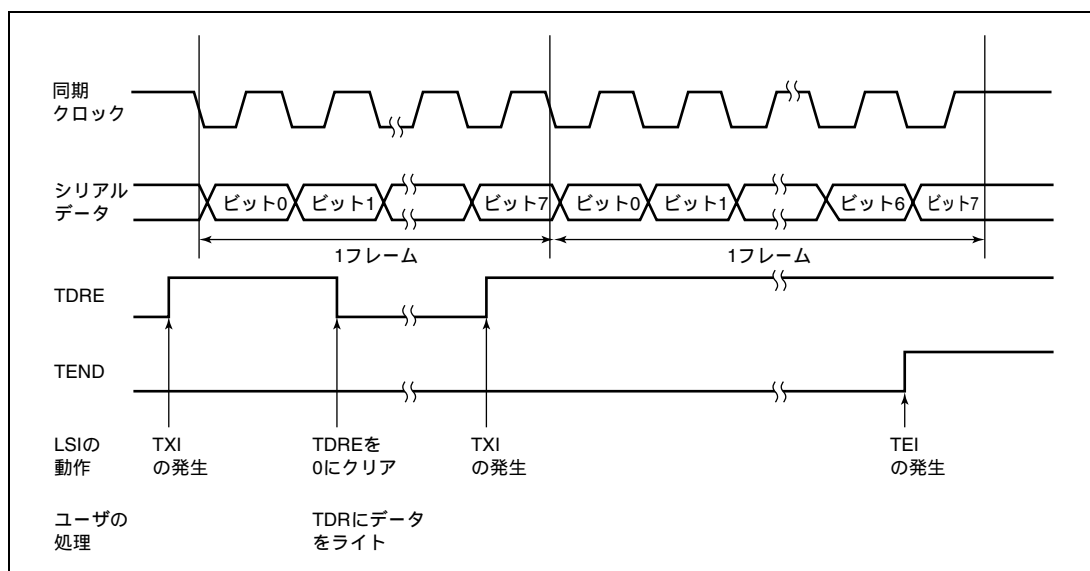 同期
クロック
シリアル
データ
ビット0
ビット1
ビット7
ビット0
ビット1
ビット6
ビット7
1フレーム
1フレーム
TDRE
TEND
LSIの
動作
TXI
の発生
TDREを
0にクリア
TXI
の発生
TEI
の発生
ユーザの
処理
TDRにデータ
をライト